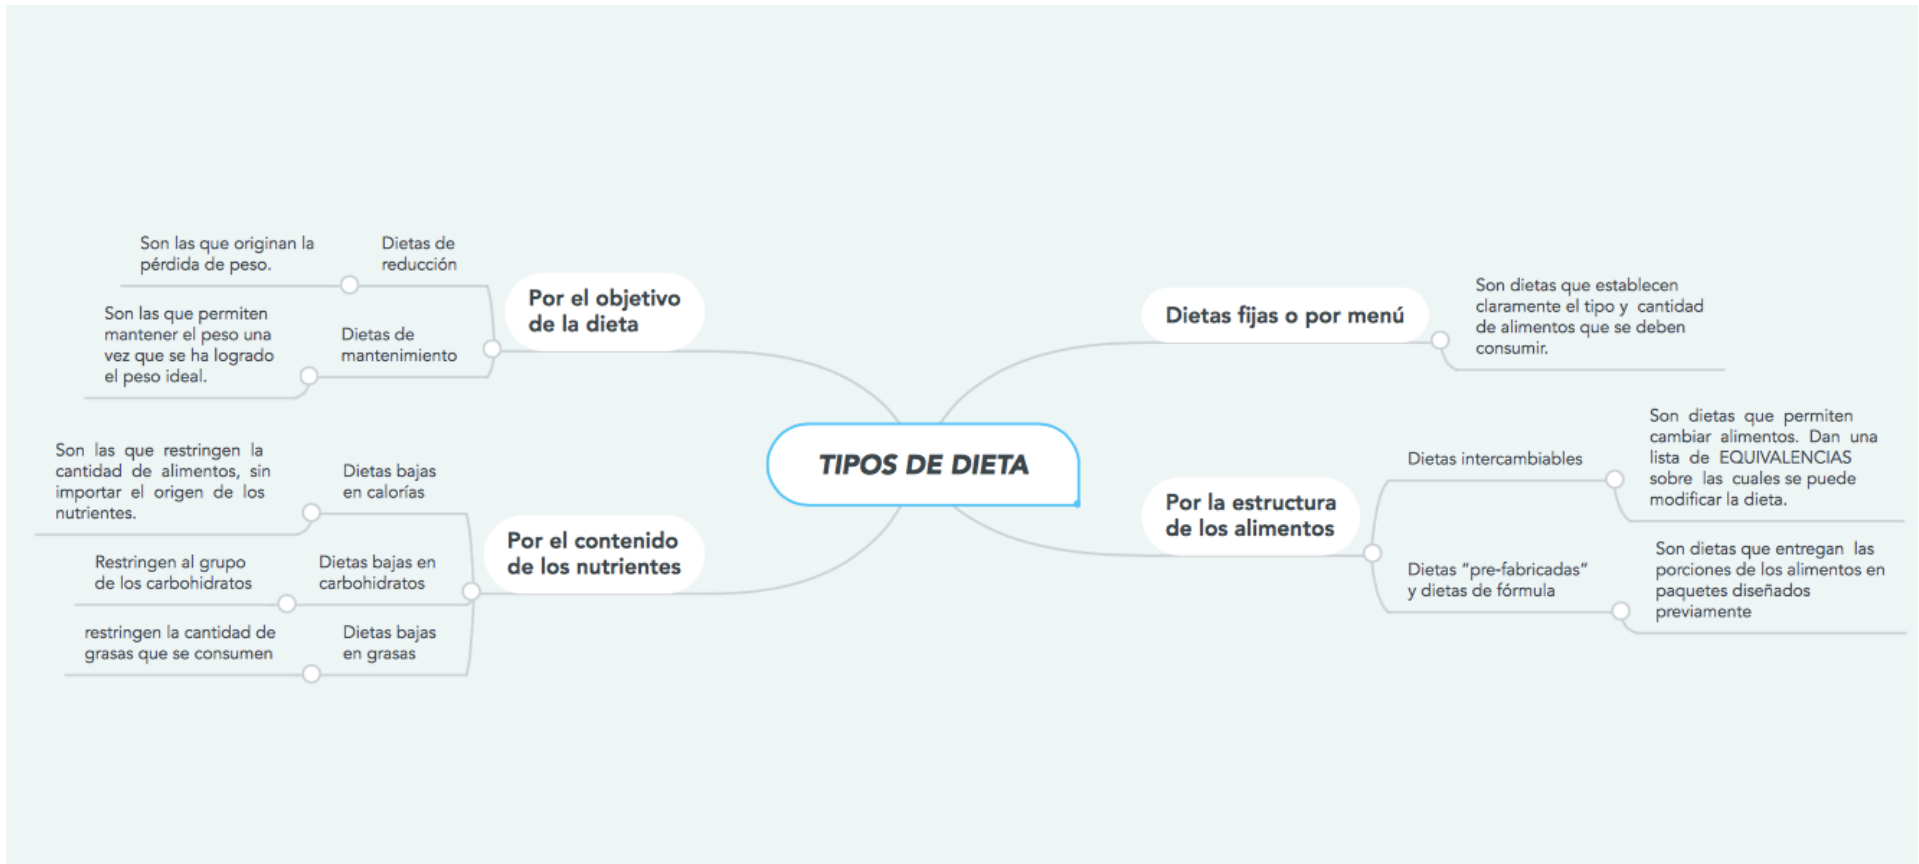 TIPOS DE DIETA
Por el objetivo
de la dieta
Dietas de
reducción
Son las que originan la
pérdida de peso.
Dietas de
mantenimiento
Son las que permiten
mantener el peso una
vez que se ha logrado
el peso ideal.
Por el contenido
de los nutrientes
Dietas bajas
en calorías
Son las que restringen la
cantidad de alimentos, sin
importar el origen de los
nutrientes.
Dietas bajas en
carbohidratos
Restringen al grupo
de los carbohidratos
Dietas bajas
en grasas
restringen la cantidad de
grasas que se consumen
Dietas fijas o por menú
Son dietas que establecen
claramente el tipo y cantidad
de alimentos que se deben
consumir.
Por la estructura
de los alimentos
Dietas intercambiables
Son dietas que permiten
cambiar alimentos. Dan una
lista de EQUIVALENCIAS
sobre las cuales se puede
modificar la dieta.
Dietas “pre-fabricadas”
y dietas de fórmula
Son dietas que entregan las
porciones de los alimentos en
paquetes diseñados
previamente